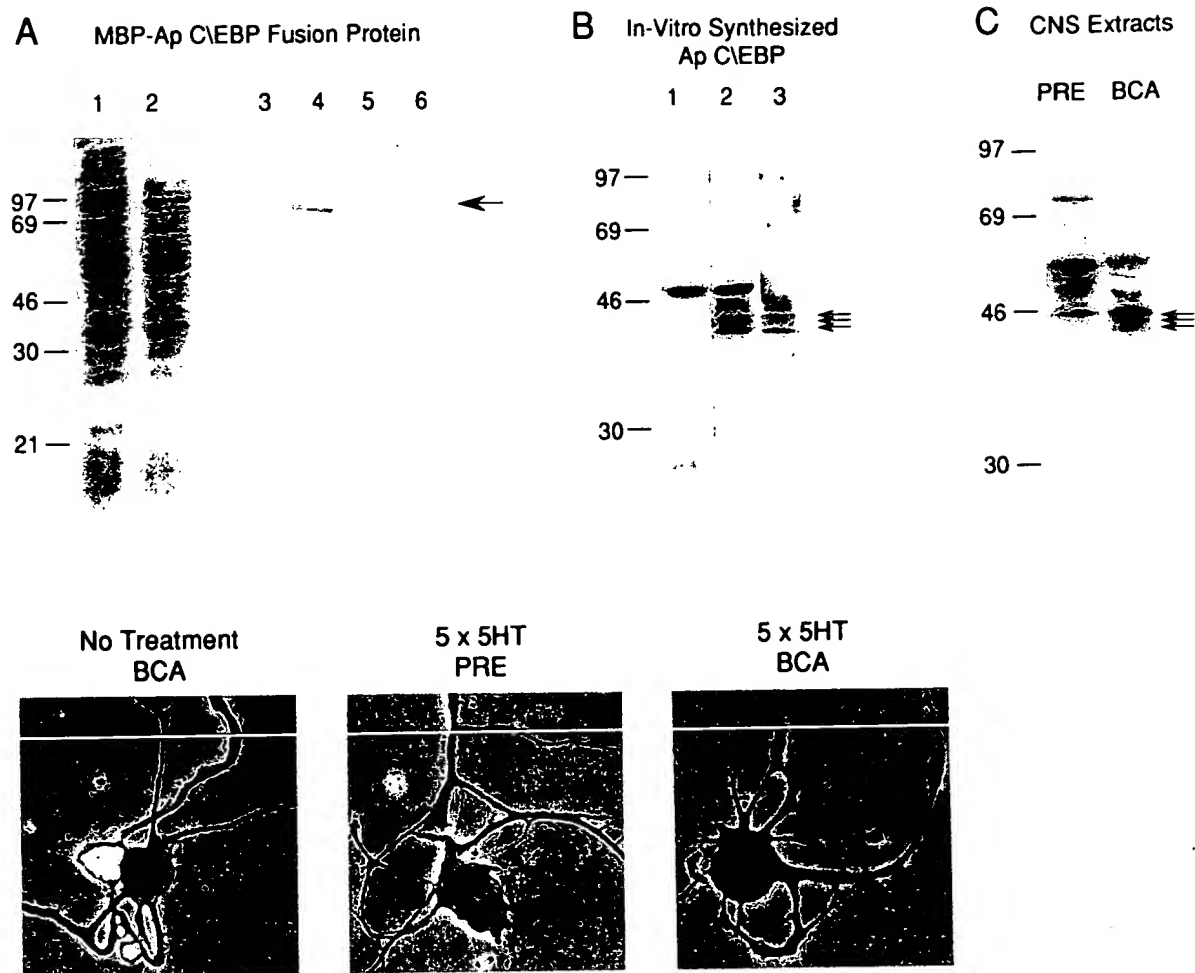 A MBP-Ap C\EBP Fusion Protein
1 2 3 4 5 6
97
69
46
30
21
B In-Vitro Synthesized
Ap C\EBP
1 2 3
97
69
46
30
C CNS Extracts
PRE BCA
97
69
46
30
No Treatment
BCA
5 x 5HT
PRE
5 x 5HT
BCA